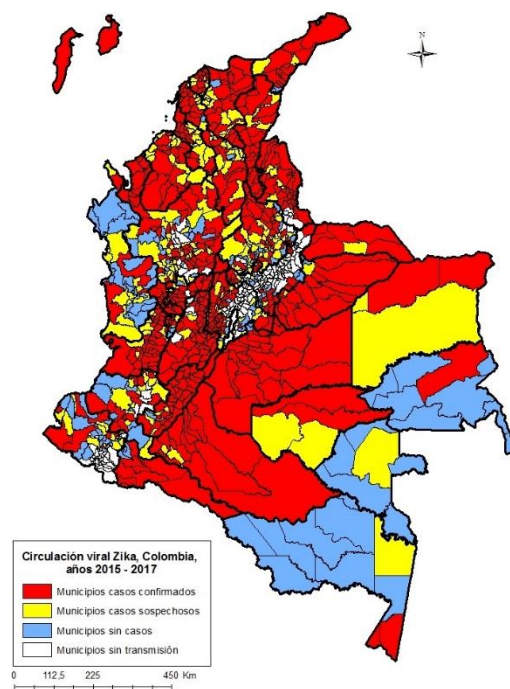 N
Circulación viral Zika, Colombia,
años 2015 - 2017
Municipios casos confirmados
Municipios casos sospechosos
Municipios sin casos
Municipios sin transmisión
0 112,5 225 450 Km